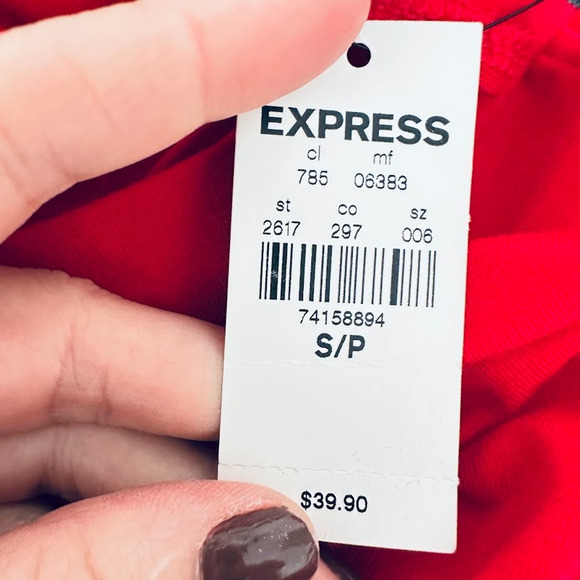 EXPRESS
cl mf
785 06383
st co sz
2617 297 006
74158894
S/P
$39.90